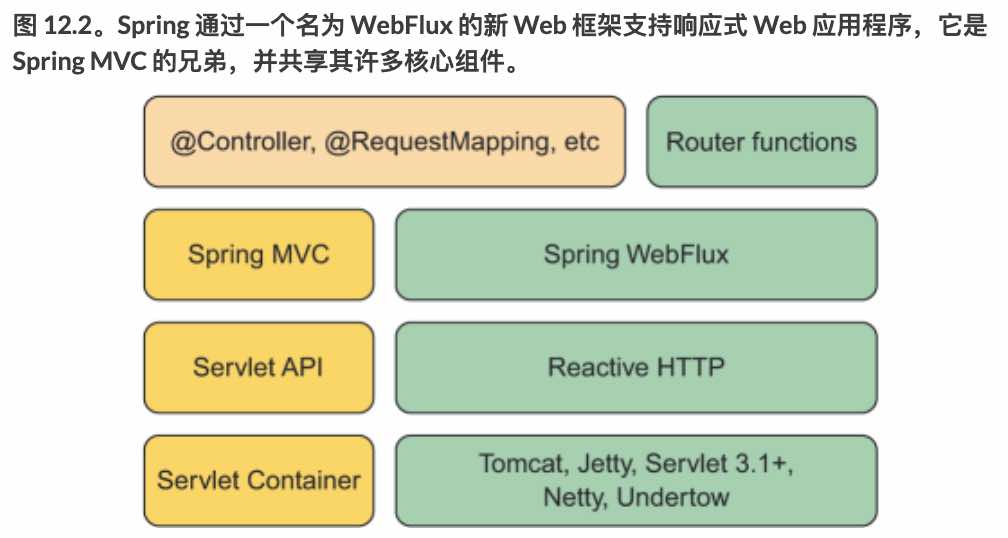 图 12.2。Spring 通过一个名为 WebFlux 的新 Web 框架支持响应式 Web 应用程序，它是
Spring MVC 的兄弟，并共享其许多核心组件。
@Controller, @RequestMapping, etc
Router functions
Spring MVC
Spring WebFlux
Servlet API
Reactive HTTP
Servlet Container
Tomcat, Jetty, Servlet 3.1+,
Netty, Undertow